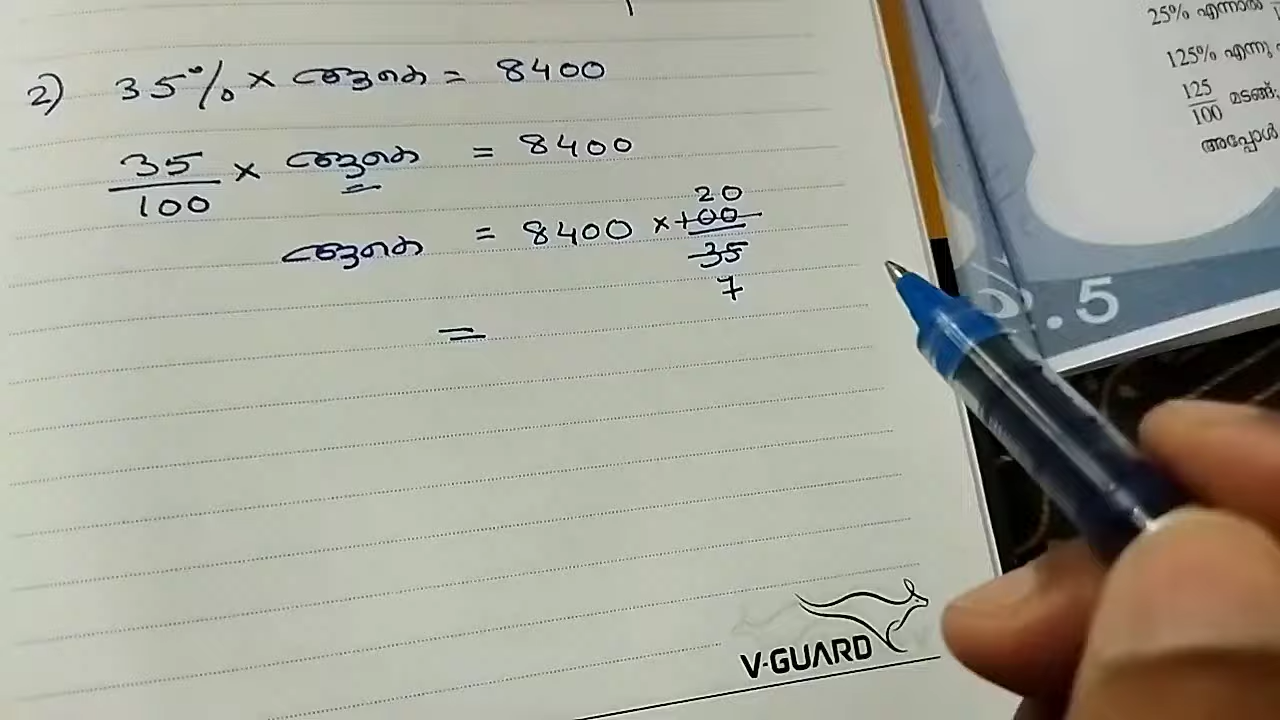 2) 35% × തുക = 8400
35/100 × തുക = 8400
20
തുക = 8400 × 100/35
7
=
25% എന്നാൽ
125% എന്നു
125/100 മടങ്ങ്;
അപ്പോൾ
.5
V-GUARD